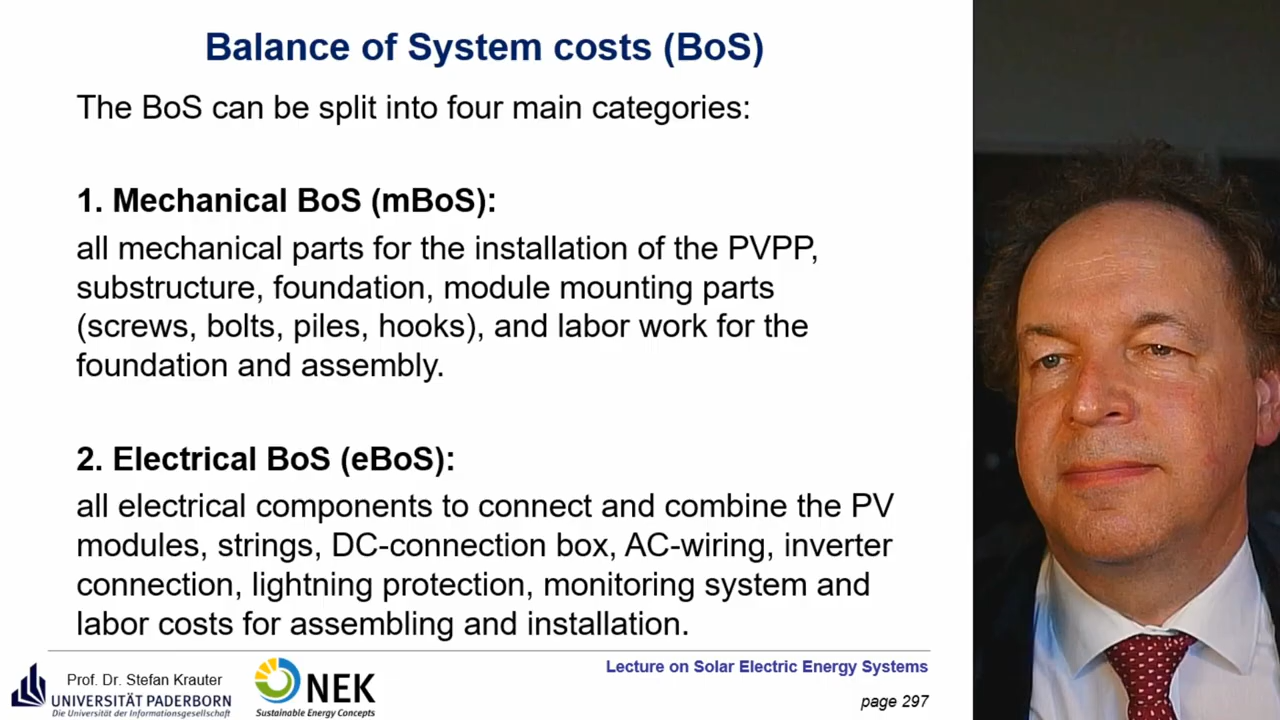 Balance of System costs (BoS)
The BoS can be split into four main categories:
1. Mechanical BoS (mBoS):
all mechanical parts for the installation of the PVPP,
substructure, foundation, module mounting parts
(screws, bolts, piles, hooks), and labor work for the
foundation and assembly.
2. Electrical BoS (eBoS):
all electrical components to connect and combine the PV
modules, strings, DC-connection box, AC-wiring, inverter
connection, lightning protection, monitoring system and
labor costs for assembling and installation.
Prof. Dr. Stefan Krauter
UNIVERSITÄT PADERBORN
Die Universität der Informationsgesellschaft
NEK
Sustainable Energy Concepts
Lecture on Solar Electric Energy Systems
page 297